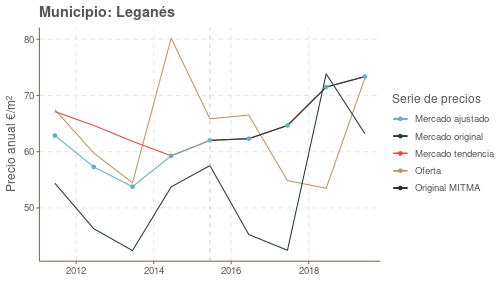 Municipio: Leganés
Precio anual €/m²
80
70
60
50
2012
2014
2016
2018
Serie de precios
Mercado ajustado
Mercado original
Mercado tendencia
Oferta
Original MITMA